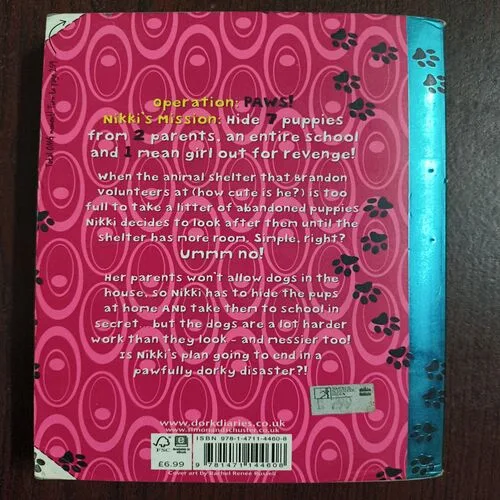 Operation: PAWS!
Nikki's Mission: Hide 7 puppies
from 2 parents, an entire school
and 1 mean girl out for revenge!
When the animal shelter that Brandon
volunteers at (how cute is he?) is too
full to take a litter of abandoned puppies
Nikki decides to look after them until the
shelter has more room. Simple, right?
Ummm no!
Her parents won't allow dogs in the
house, so Nikki has to hide the pups
at home AND take them to school in
secret... but the dogs are a lot harder
work than they look - and messier too!
Is Nikki's plan going to end in a
pawfully dorky disaster?!
www.dorkdiaries.co.uk
www.simonandschuster.co.uk
ISBN 978-1-4711-4460-8
FSC
£6.99
9 781471 144608
Cover art by Rachel Renée Russell